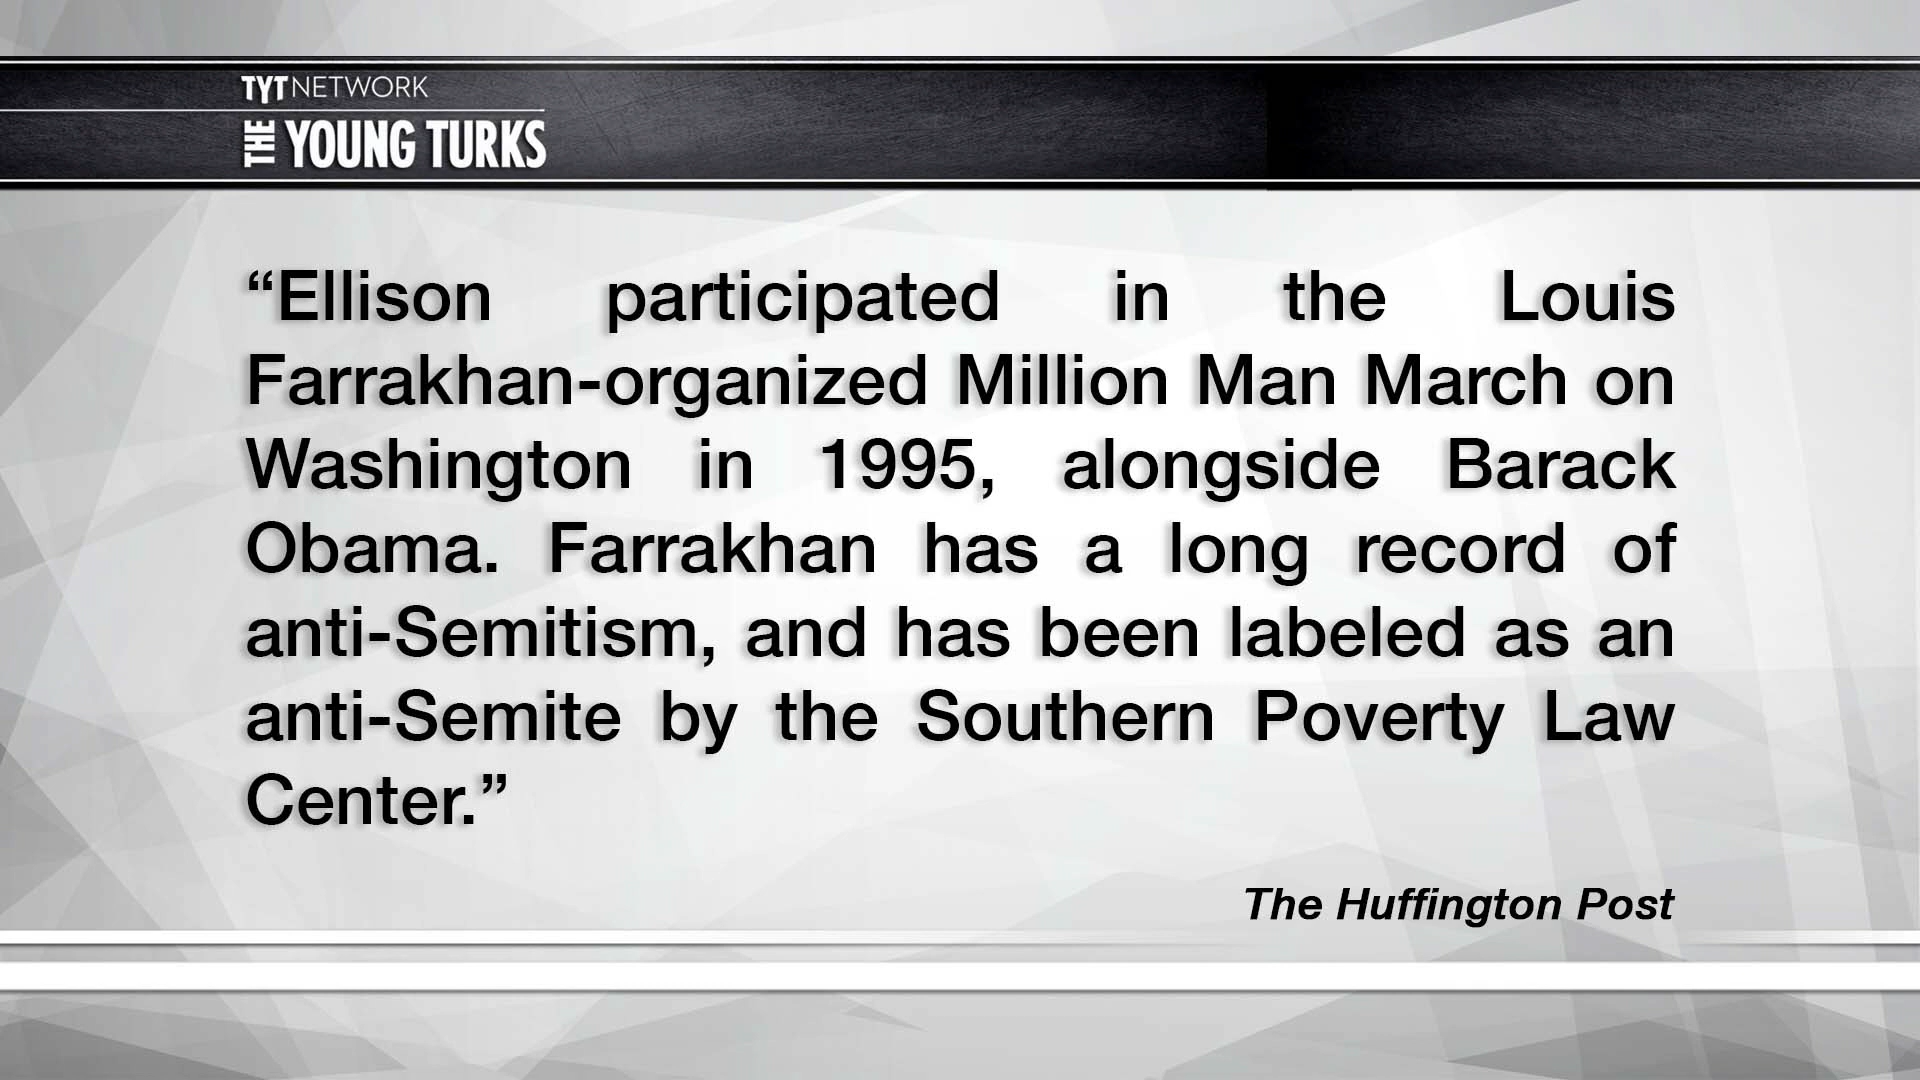 TYT NETWORK
THE YOUNG TURKS
“Ellison participated in the Louis
Farrakhan-organized Million Man March on
Washington in 1995, alongside Barack
Obama. Farrakhan has a long record of
anti-Semitism, and has been labeled as an
anti-Semite by the Southern Poverty Law
Center.”
The Huffington Post